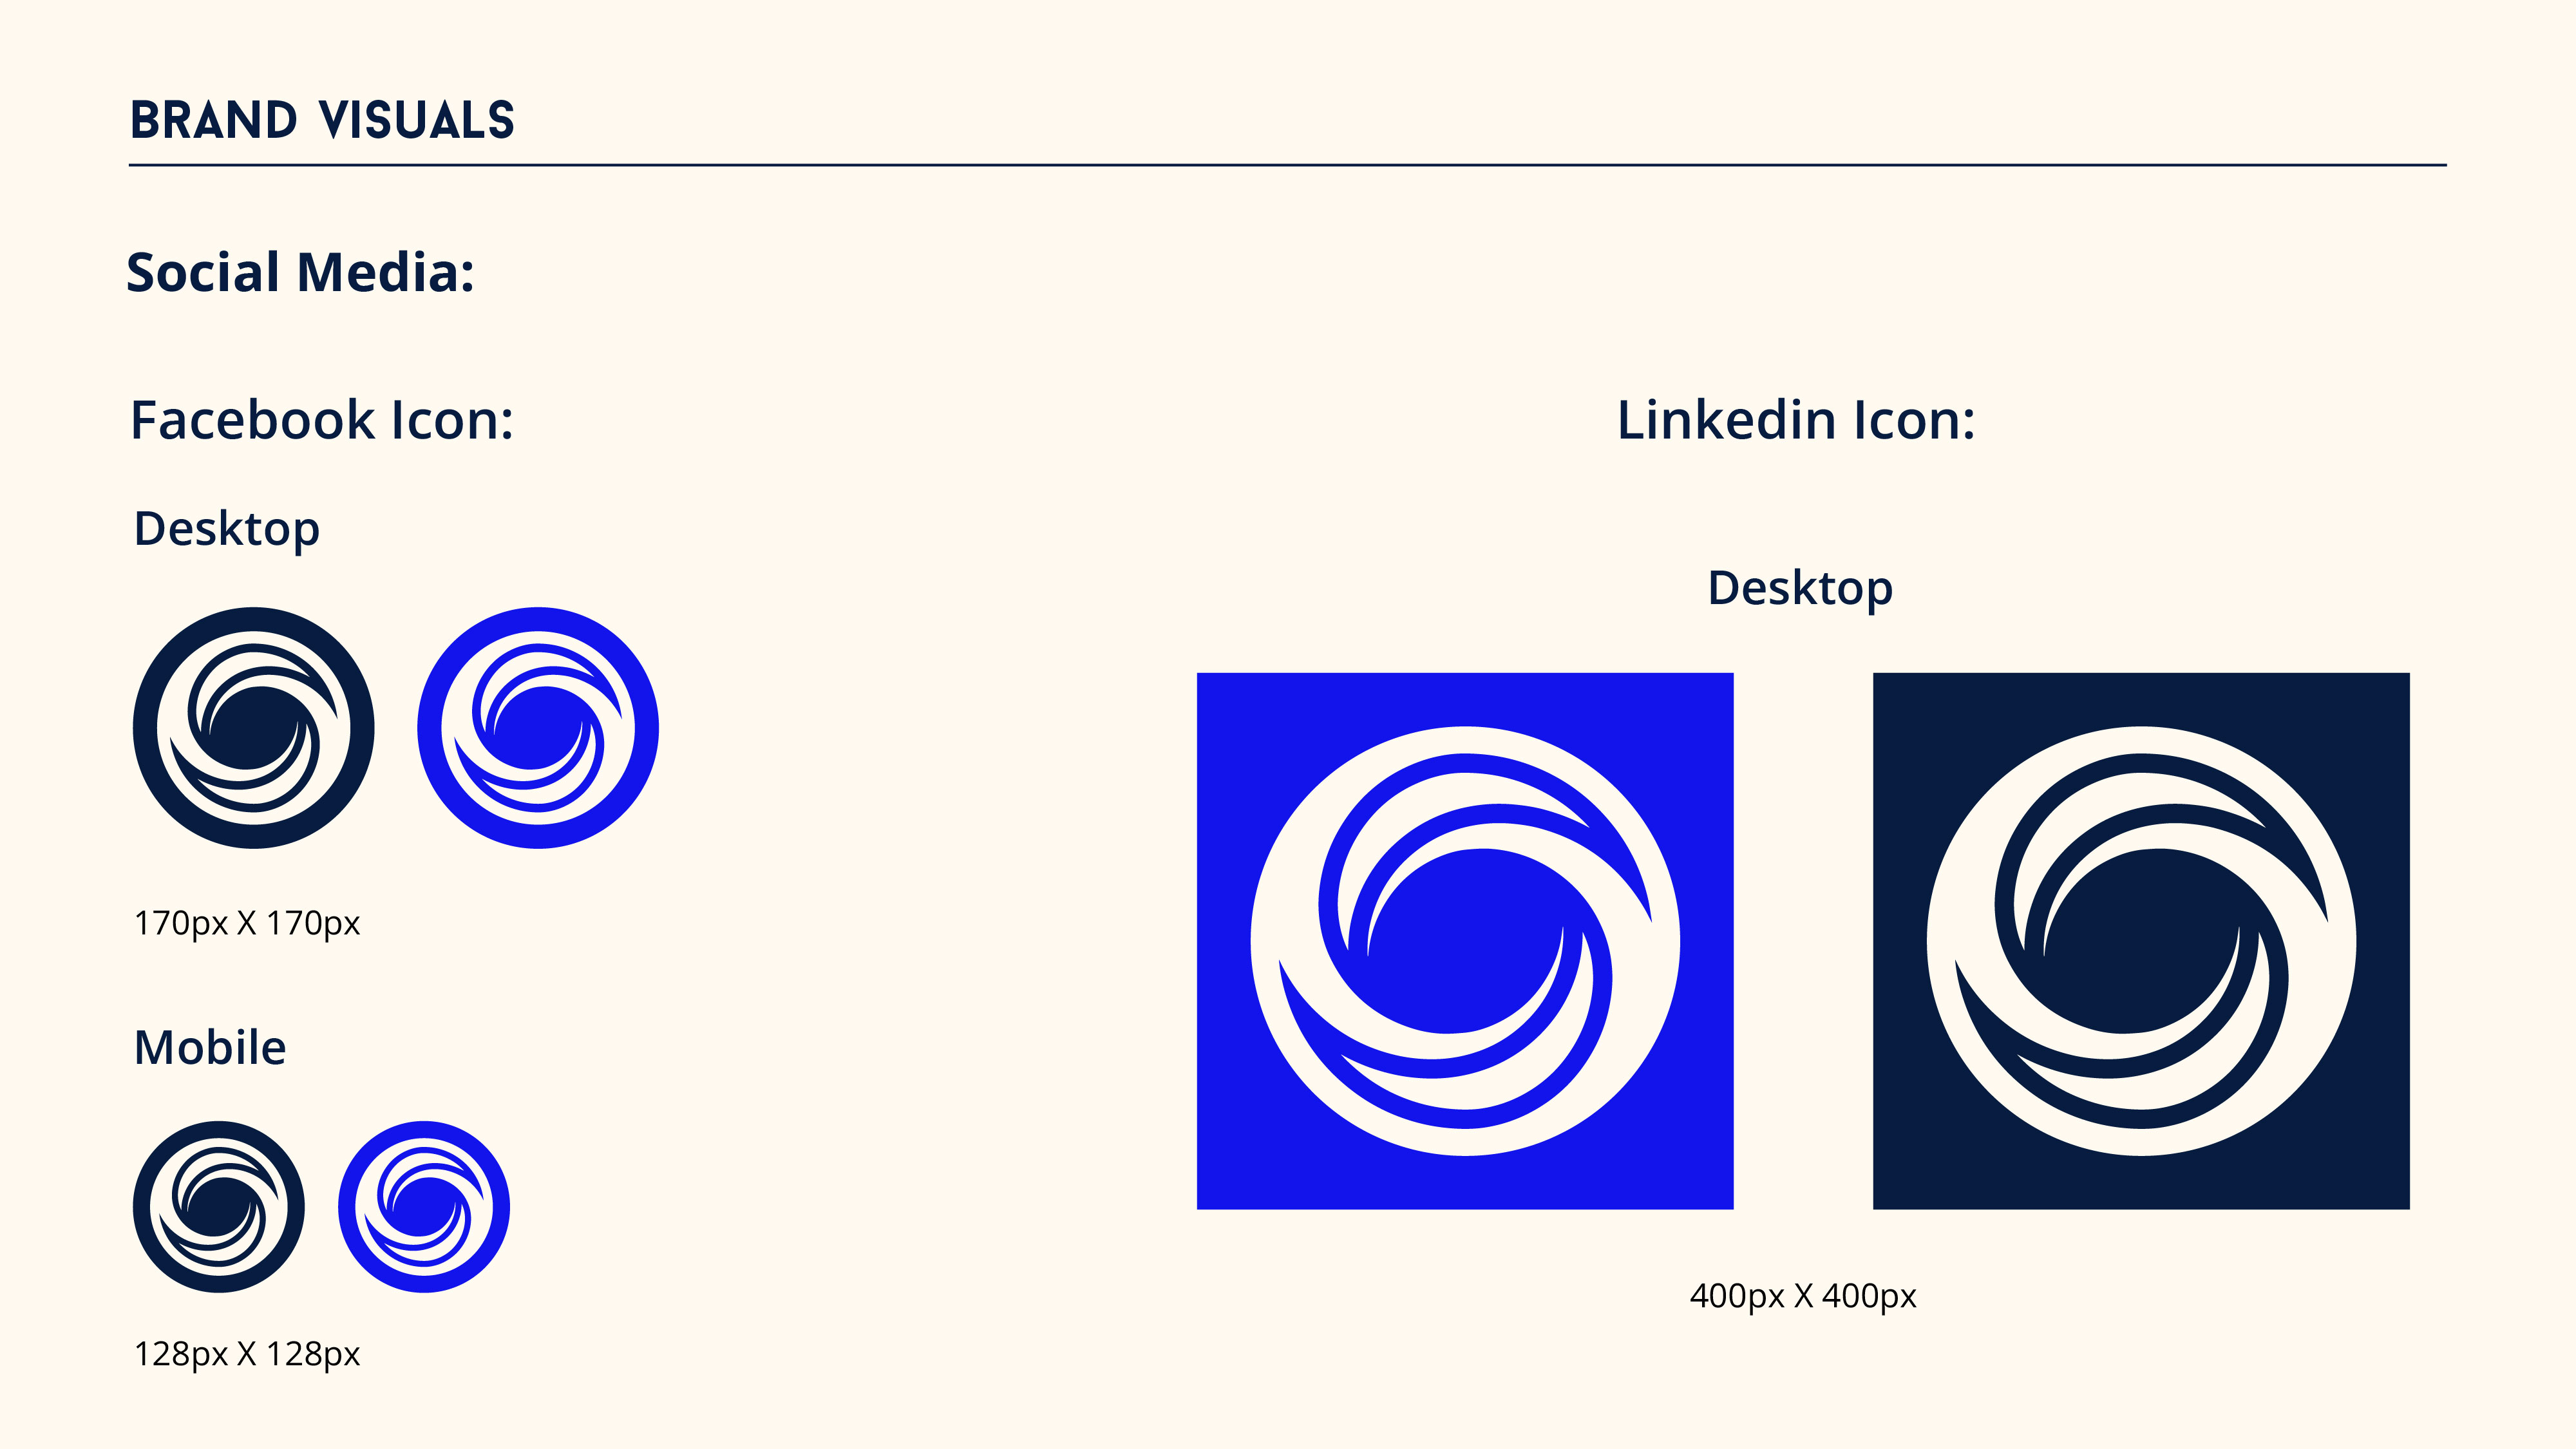 BRAND VISUALS
Social Media:
Facebook Icon:
Desktop
170px X 170px
Mobile
128px X 128px
Linkedin Icon:
Desktop
400px X 400px